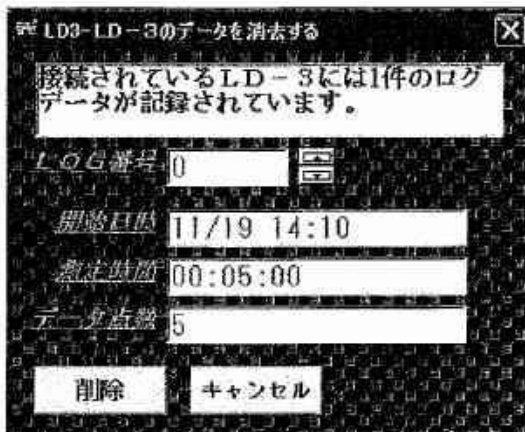 LD3-LD-3のデータを消去する
接続されているLD-3には1件のログ
データが記録されています。
LOG番号 0
開始日時 11/19 14:10
測定時間 00:05:00
データ点数 5
削除 キャンセル